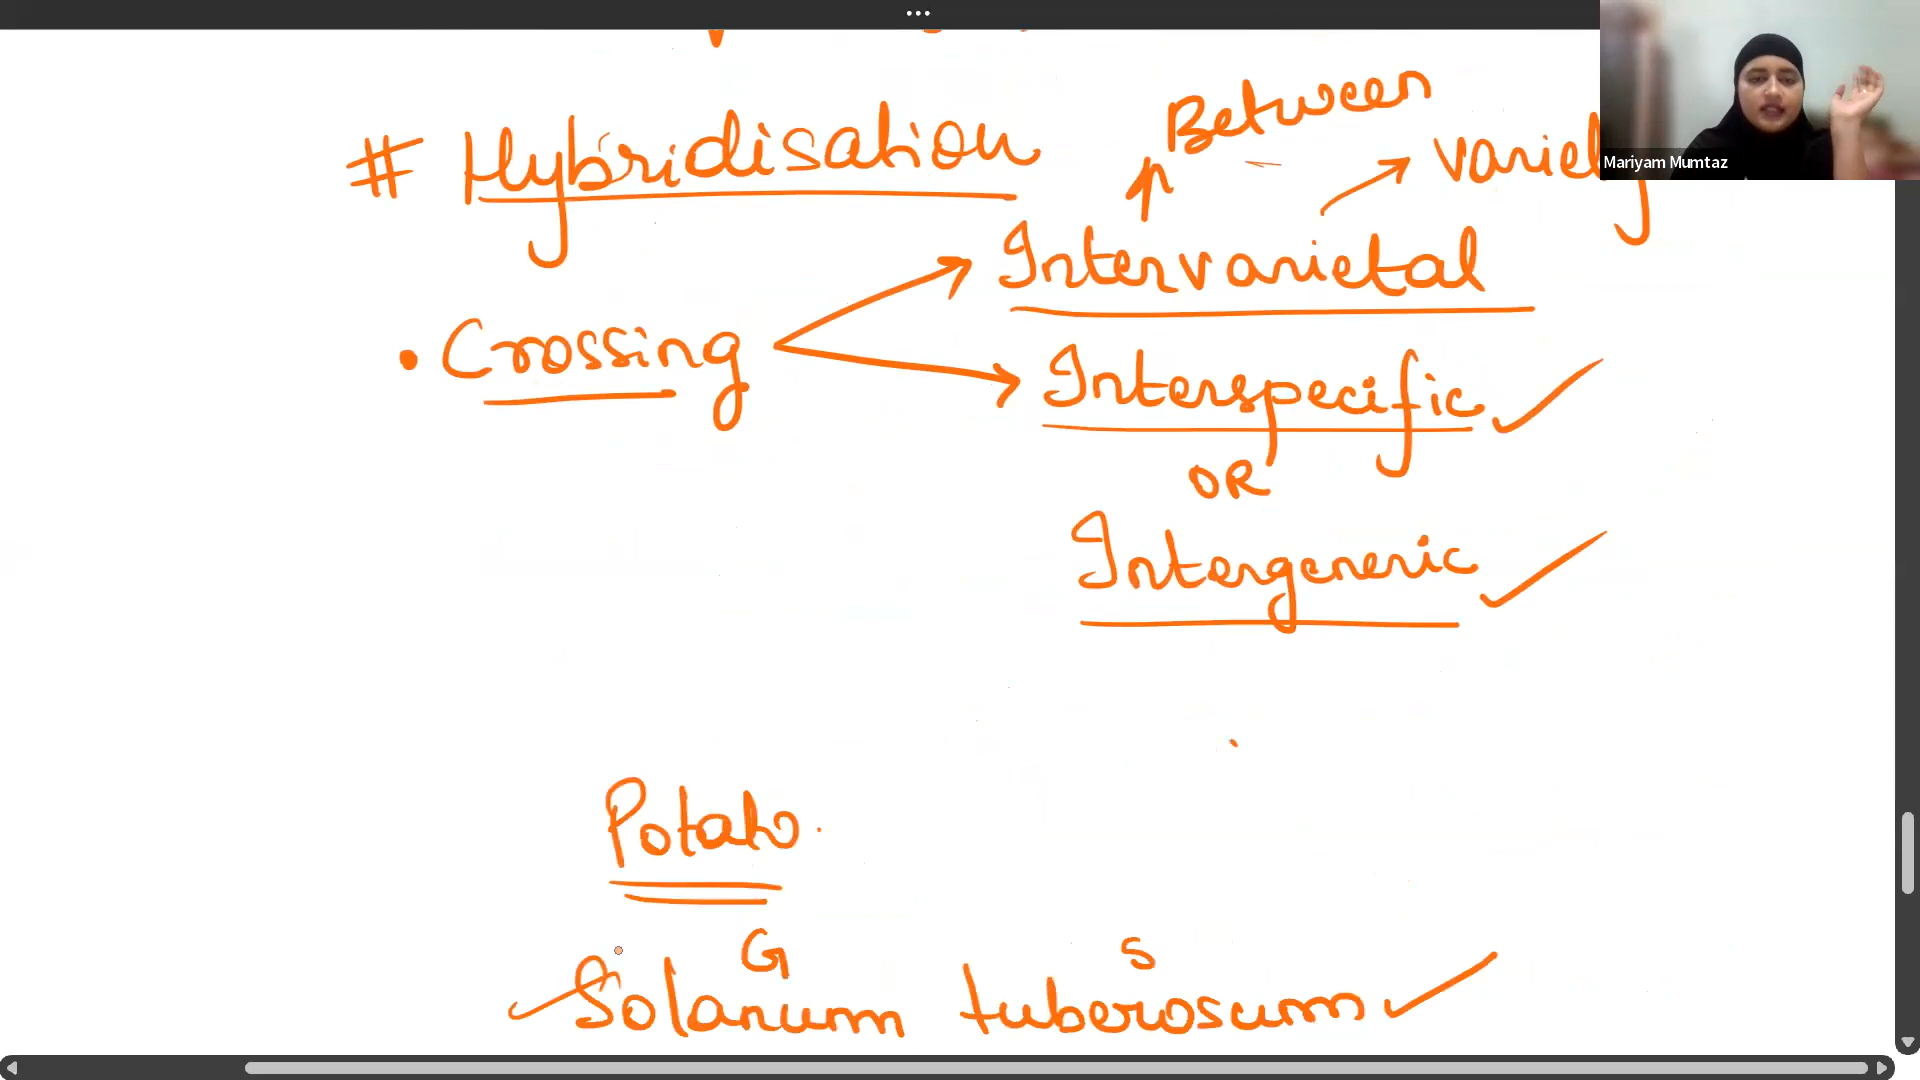 Between
# Hybridisation
variety
Mariyam Mumtaz
Intervarietal
• Crossing
Interspecific
OR
Intergeneric
Potato
G S
Solanum tuberosum